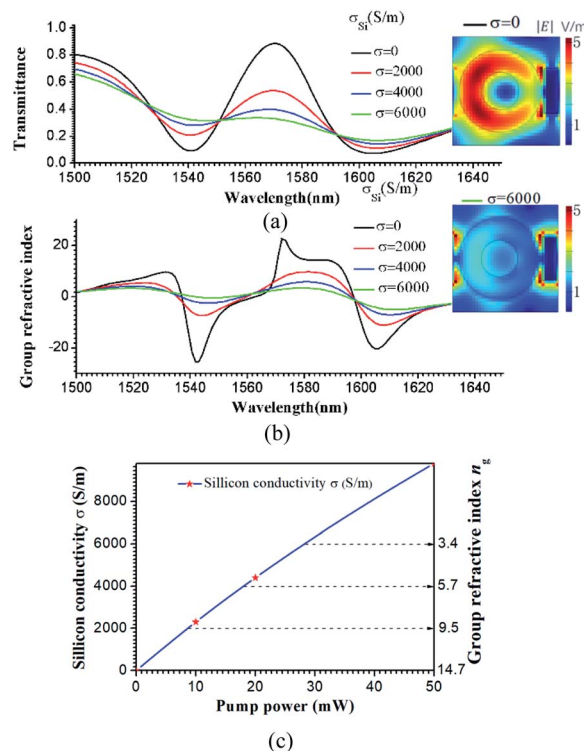 (a)
σSi(S/m)
σ=0
σ=2000
σ=4000
σ=6000
Transmittance
1.0
0.8
0.6
0.4
0.2
0.0
1500 1520 1540 1560 1580 1600 1620 1640
Wavelength(nm)
σ=0
|E| V/m
5
1
(a)
(b)
σSi(S/m)
σ=0
σ=2000
σ=4000
σ=6000
Group refractive index
20
0
-20
1500 1520 1540 1560 1580 1600 1620 1640
Wavelength(nm)
σ=6000
5
1
(b)
Sillicon conductivity σ (S/m)
Sillicon conductivity σ (S/m)
8000
6000
4000
2000
0
0 10 20 30 40 50
Pump power (mW)
3.4
5.7
9.5
14.7
Group refractive index ng
(c)